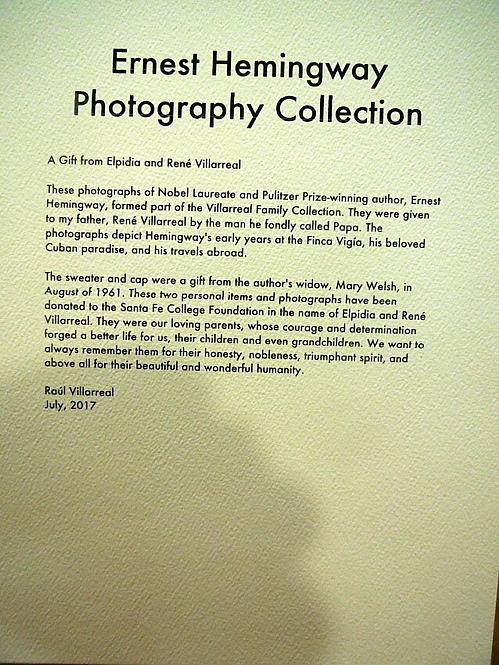 Ernest Hemingway
Photography Collection
A Gift from Elpidia and René Villarreal
These photographs of Nobel Laureate and Pulitzer Prize-winning author, Ernest
Hemingway, formed part of the Villarreal Family Collection. They were given
to my father, René Villarreal by the man he fondly called Papa. The
photographs depict Hemingway's early years at the Finca Vigía, his beloved
Cuban paradise, and his travels abroad.
The sweater and cap were a gift from the author's widow, Mary Welsh, in
August of 1961. These two personal items and photographs have been
donated to the Santa Fe College Foundation in the name of Elpidia and René
Villarreal. They were our loving parents, whose courage and determination
forged a better life for us, their children and even grandchildren. We want to
always remember them for their honesty, nobleness, triumphant spirit, and
above all for their beautiful and wonderful humanity.
Raúl Villarreal
July, 2017